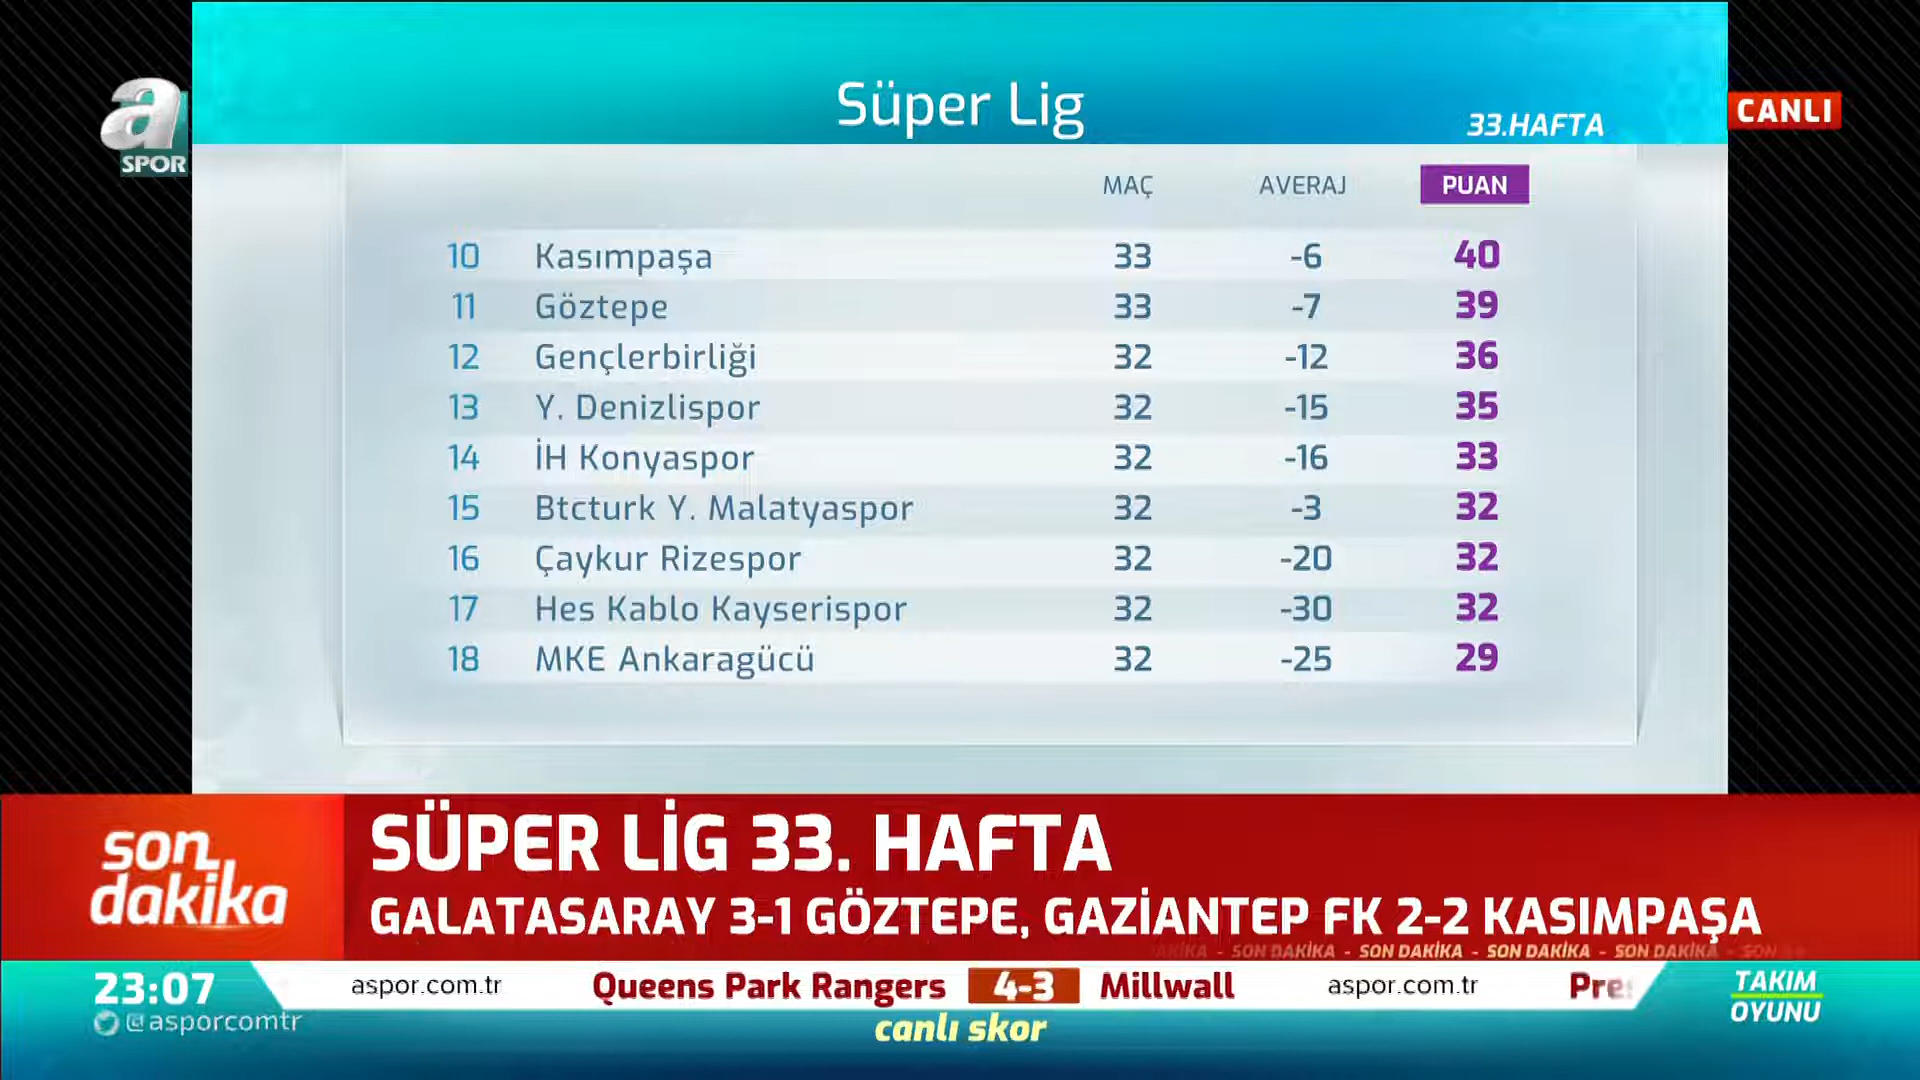 Süper Lig
33.HAFTA
a
SPOR
CANLI
MAÇ AVERAJ PUAN
10 Kasımpaşa 33 -6 40
11 Göztepe 33 -7 39
12 Gençlerbirliği 32 -12 36
13 Y. Denizlispor 32 -15 35
14 İH Konyaspor 32 -16 33
15 Btcturk Y. Malatyaspor 32 -3 32
16 Çaykur Rizespor 32 -20 32
17 Hes Kablo Kayserispor 32 -30 32
18 MKE Ankaragücü 32 -25 29
son
dakika
SÜPER LİG 33. HAFTA
GALATASARAY 3-1 GÖZTEPE, GAZİANTEP FK 2-2 KASIMPAŞA
SON DAKİKA - SON DAKİKA - SON DAKİKA - SON DAKİKA - SON
23:07 aspor.com.tr Queens Park Rangers 4-3 Millwall aspor.com.tr Pre
@asporcomtr
canlı skor
TAKIM
OYUNU